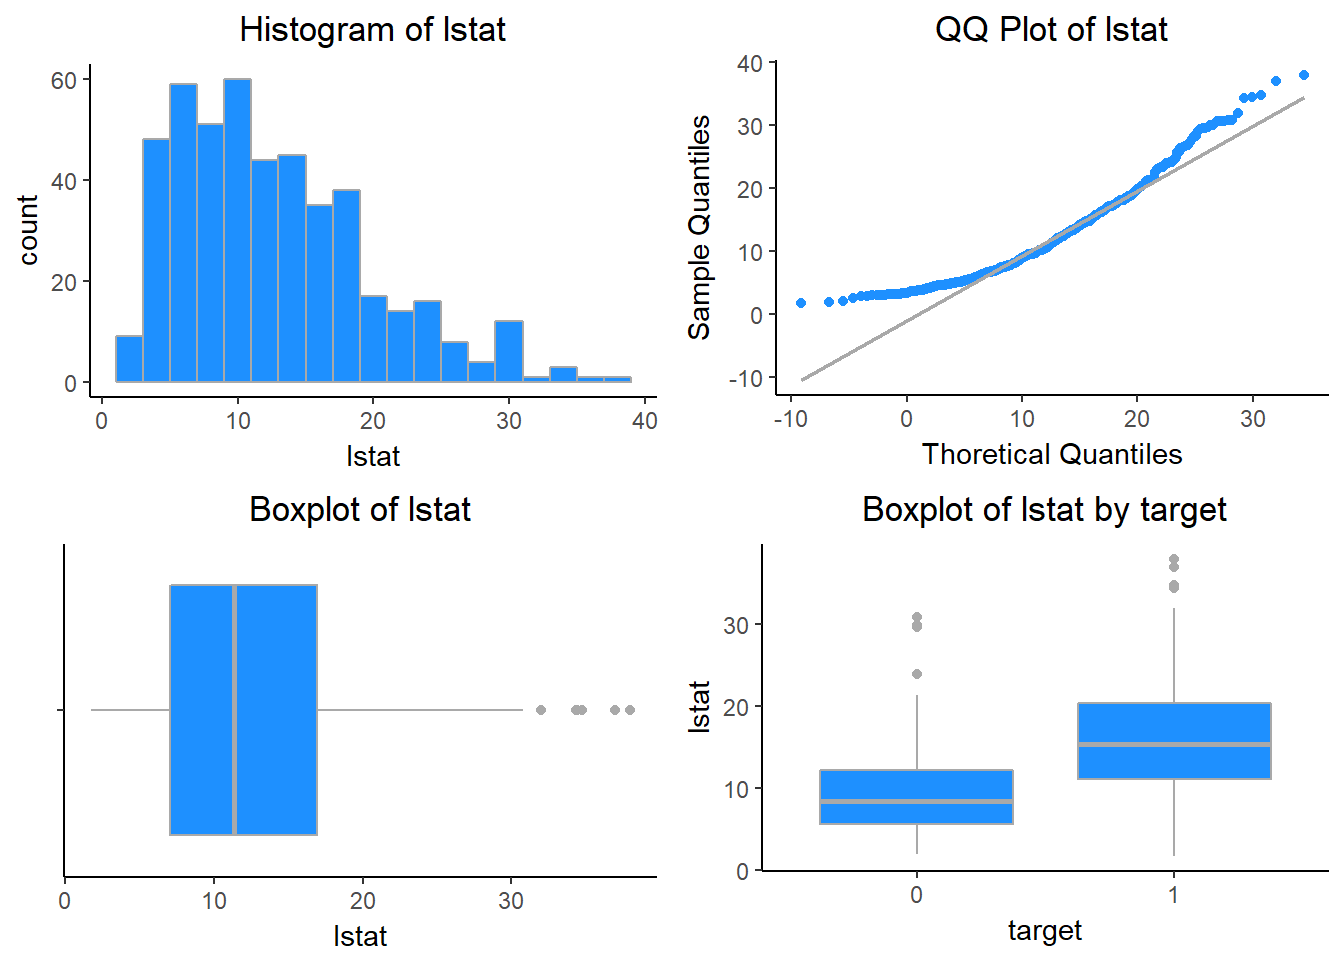 Histogram of lstat
60
40
20
0
count
0 10 20 30 40
lstat
QQ Plot of lstat
40
30
20
10
0
-10
Sample Quantiles
-10 0 10 20 30
Thoretical Quantiles
Boxplot of lstat
0 10 20 30
lstat
Boxplot of lstat by target
30
20
10
0
lstat
0 1
target